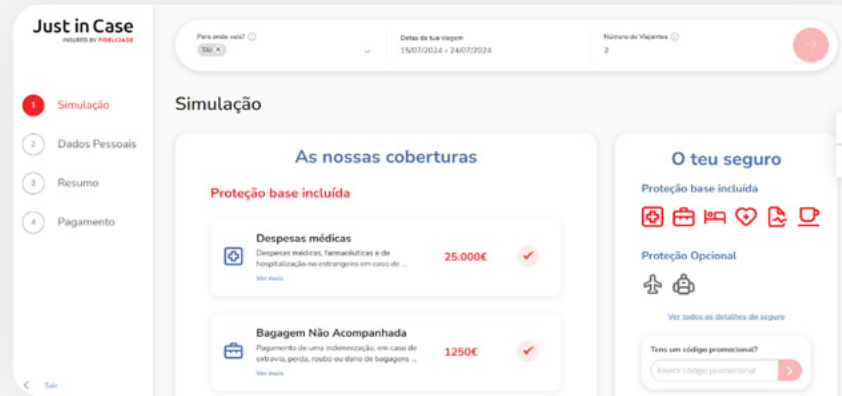 Just in Case
INSURED BY FIDELIDADE
1 Simulação
2 Dados Pessoais
3 Resumo
4 Pagamento
Sair
Para onde vais?
TAI ×
Datas da tua viagem
15/07/2024 - 24/07/2024
Número de Viajantes
2
Simulação
As nossas coberturas
Proteção base incluída
Despesas médicas
Despesas médicas, farmacêuticas e de
hospitalização no estrangeiro em caso de ...
Ver mais
25.000€
Bagagem Não Acompanhada
Pagamento de uma indemnização, em caso de
extravio, perda, roubo ou dano de bagagens ...
Ver mais
1250€
O teu seguro
Proteção base incluída
Proteção Opcional
Ver todos os detalhes do seguro
Tens um código promocional?
Insere código promocional